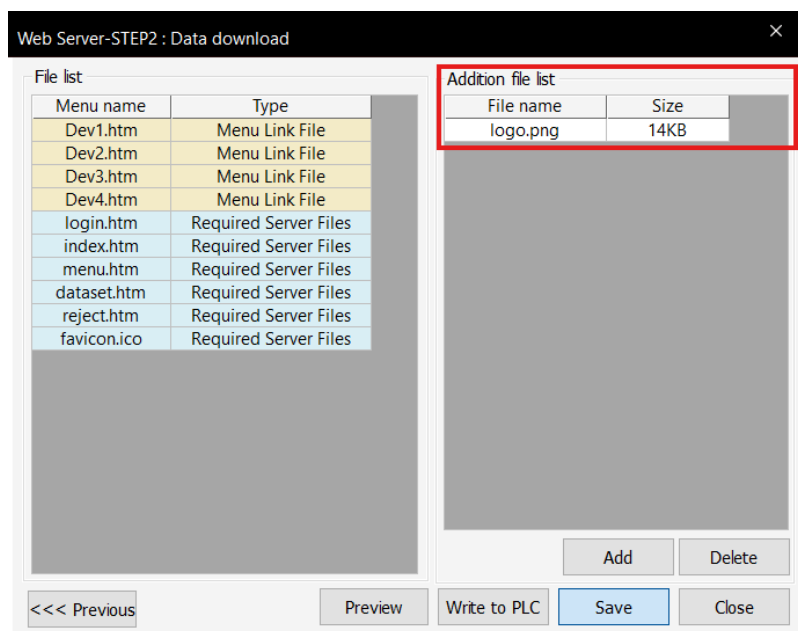 Web Server-STEP2 : Data download
File list
Menu name Type
Dev1.htm Menu Link File
Dev2.htm Menu Link File
Dev3.htm Menu Link File
Dev4.htm Menu Link File
login.htm Required Server Files
index.htm Required Server Files
menu.htm Required Server Files
dataset.htm Required Server Files
reject.htm Required Server Files
favicon.ico Required Server Files
Addition file list
File name Size
logo.png 14KB
Add Delete
<<< Previous Preview Write to PLC Save Close